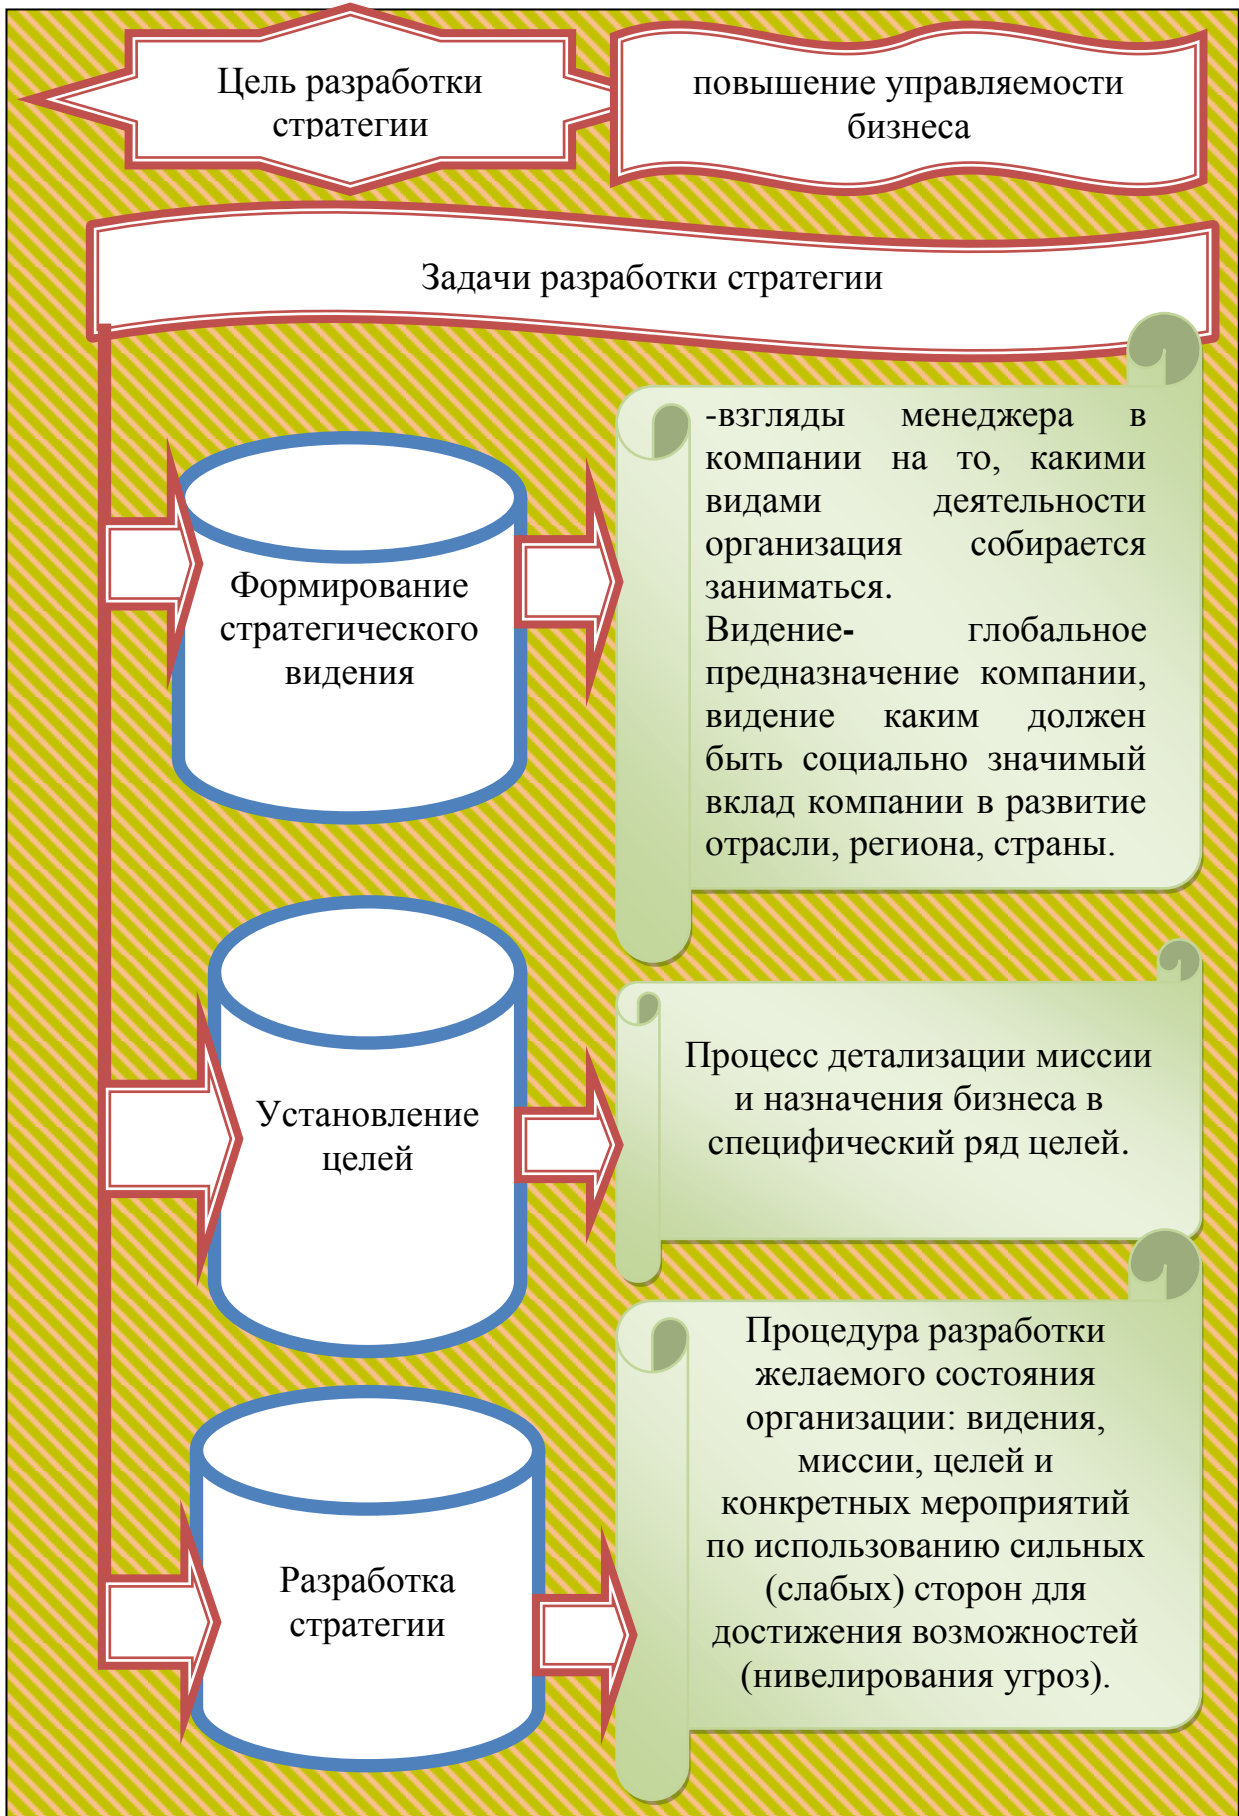 Цель разработки
стратегии
повышение управляемости
бизнеса
Задачи разработки стратегии
Формирование
стратегического
видения
-взгляды менеджера в
компании на то, какими
видами деятельности
организация собирается
заниматься.
Видение- глобальное
предназначение компании,
видение каким должен
быть социально значимый
вклад компании в развитие
отрасли, региона, страны.
Установление
целей
Процесс детализации миссии
и назначения бизнеса в
специфический ряд целей.
Разработка
стратегии
Процедура разработки
желаемого состояния
организации: видения,
миссии, целей и
конкретных мероприятий
по использованию сильных
(слабых) сторон для
достижения возможностей
(нивелирования угроз).